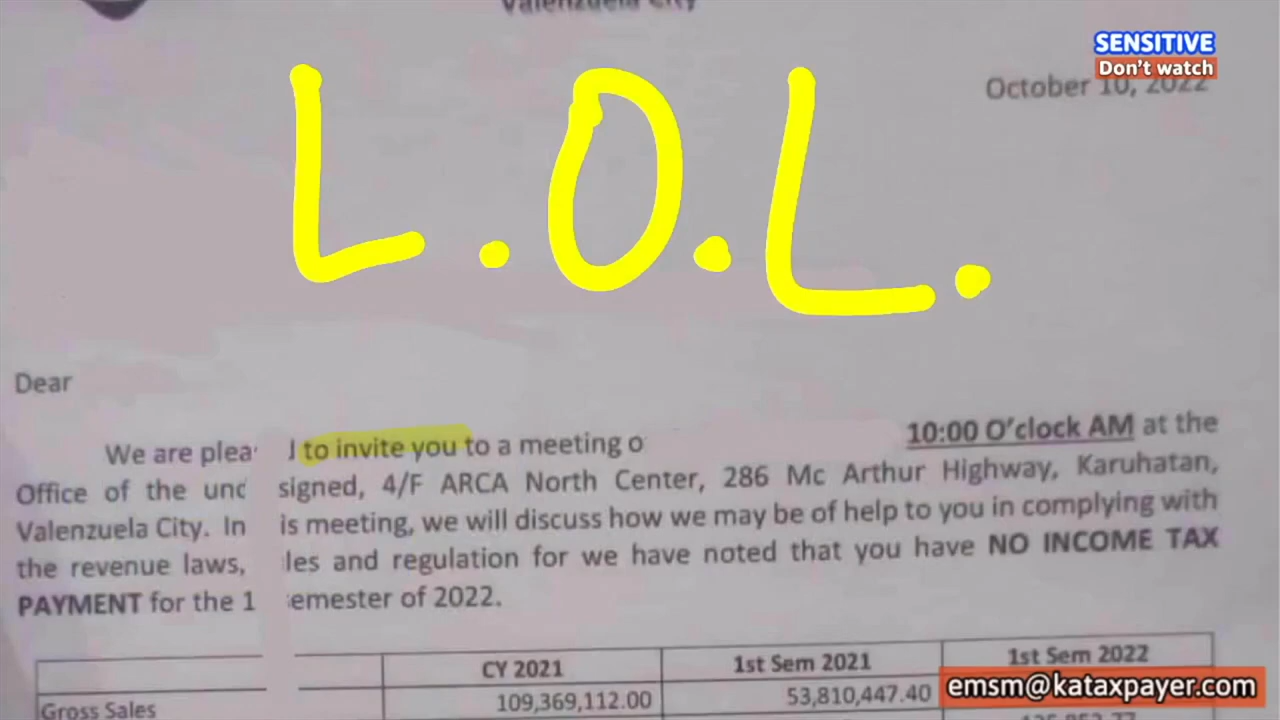 Valenzuela City
SENSITIVE
Don't watch
October 10, 2022
L.O.L.
Dear
We are plea to invite you to a meeting o 10:00 O'clock AM at the
Office of the und signed, 4/F ARCA North Center, 286 Mc Arthur Highway, Karuhatan,
Valenzuela City. In is meeting, we will discuss how we may be of help to you in complying with
the revenue laws, les and regulation for we have noted that you have NO INCOME TAX
PAYMENT for the 1 emester of 2022.
CY 2021 1st Sem 2021 1st Sem 2022
Gross Sales 109,369,112.00 53,810,447.40
emsm@kataxpayer.com